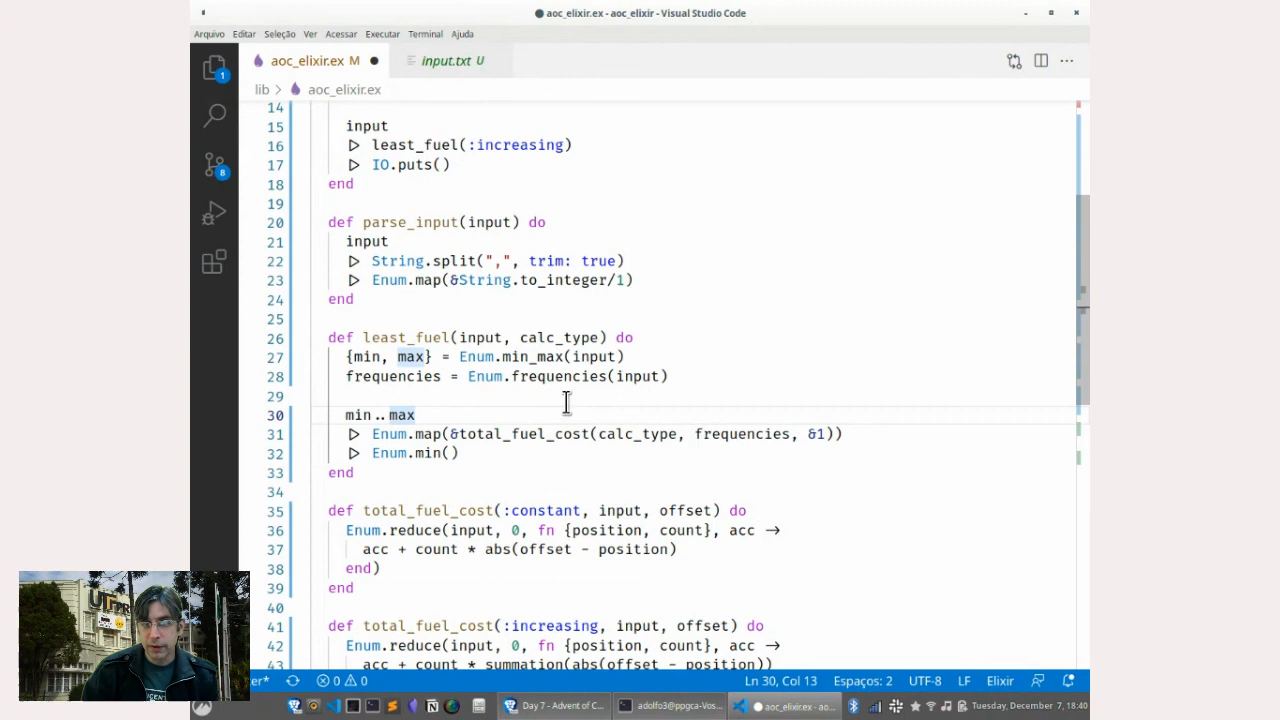 aoc_elixir.ex - aoc_elixir - Visual Studio Code
Arquivo Editar Seleção Ver Acessar Executar Terminal Ajuda
aoc_elixir.ex M input.txt U
lib > aoc_elixir.ex
14
15 input
16 |> least_fuel(:increasing)
17 |> IO.puts()
18 end
19
20 def parse_input(input) do
21 input
22 |> String.split(",", trim: true)
23 |> Enum.map(&String.to_integer/1)
24 end
25
26 def least_fuel(input, calc_type) do
27 {min, max} = Enum.min_max(input)
28 frequencies = Enum.frequencies(input)
29
30 min..max
31 |> Enum.map(&total_fuel_cost(calc_type, frequencies, &1))
32 |> Enum.min()
33 end
34
35 def total_fuel_cost(:constant, input, offset) do
36 Enum.reduce(input, 0, fn {position, count}, acc ->
37 acc + count * abs(offset - position)
38 end)
39 end
40
41 def total_fuel_cost(:increasing, input, offset) do
42 Enum.reduce(input, 0, fn {position, count}, acc ->
43 acc + count * summation(abs(offset - position))
1
8
er* 0 0 Ln 30, Col 13 Espaços: 2 UTF-8 LF Elixir
Day 7 - Advent of C... adolfo3@ppgca-Vos... aoc_elixir.ex - ao... Tuesday, December 7, 18:40